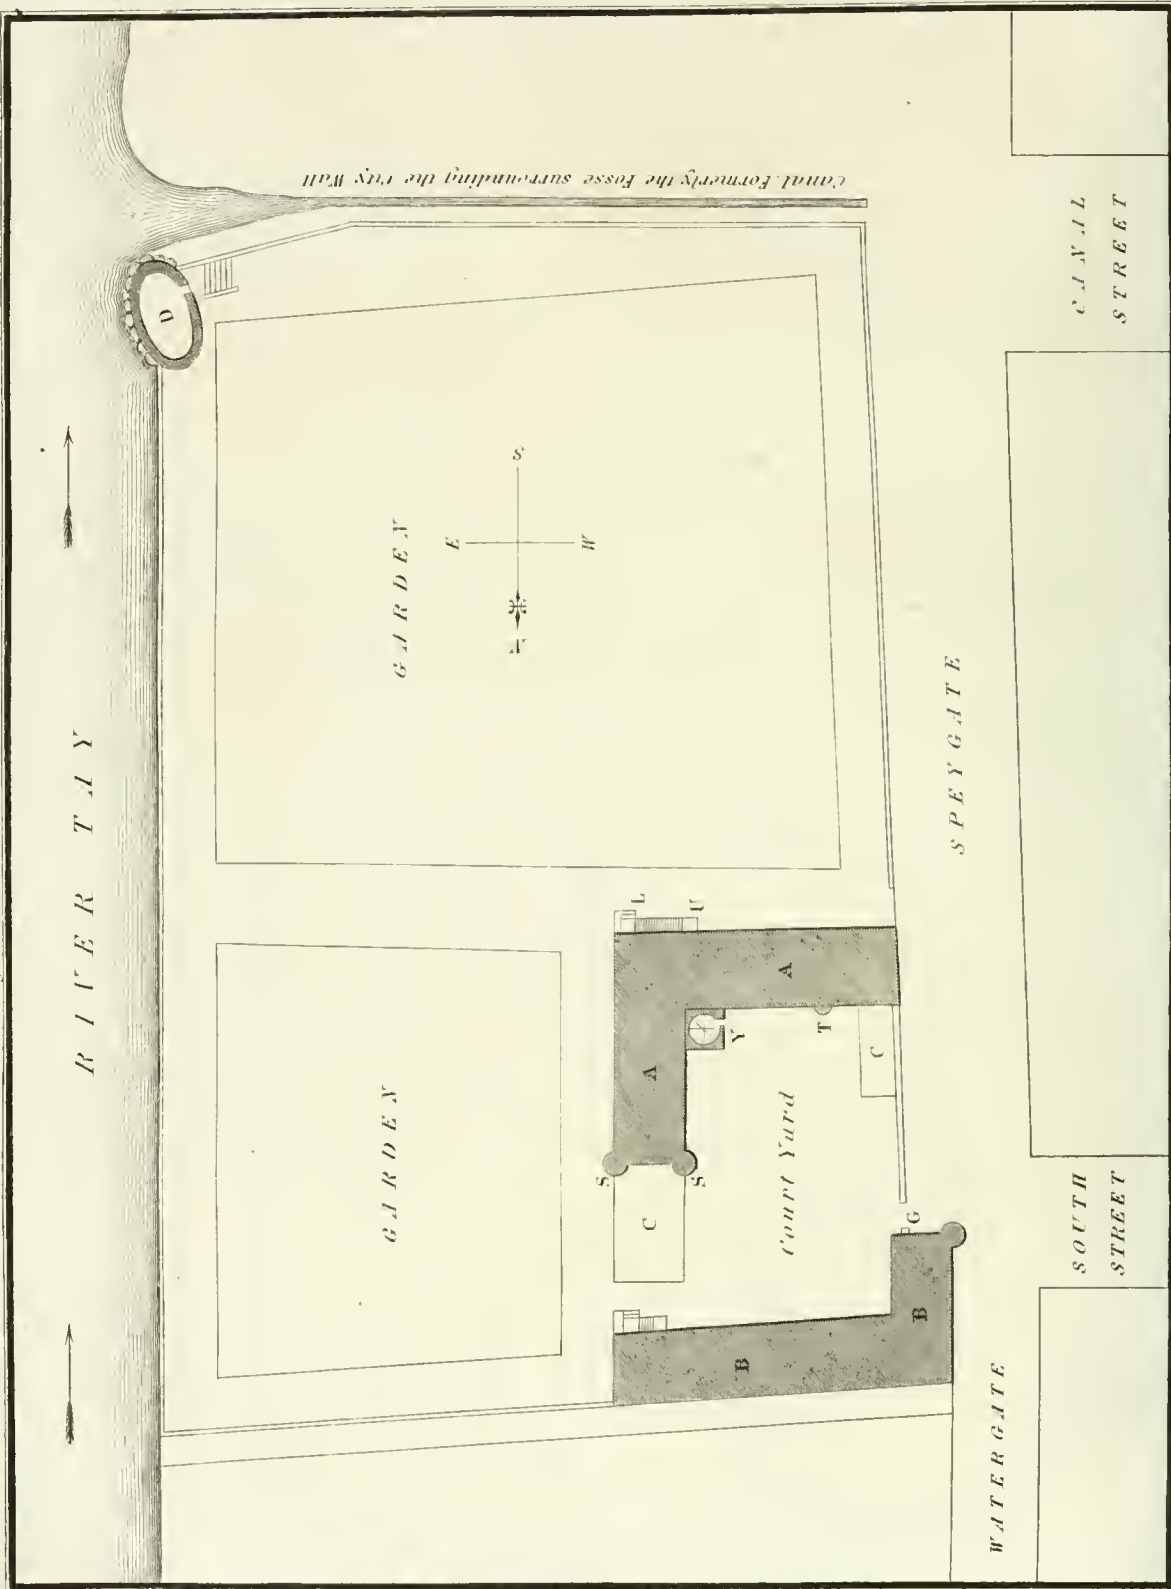 RIVER TAY
Canal Formerly the Fosse surrounding the City Wall
D
GARDEN
S
E
W
N
GARDEN
L
U
A
A
Y
T
C
S
S
C
Court Yard
G
B
B
SPEYGATE
WATERGATE
CANAL
STREET
SOUTH
STREET